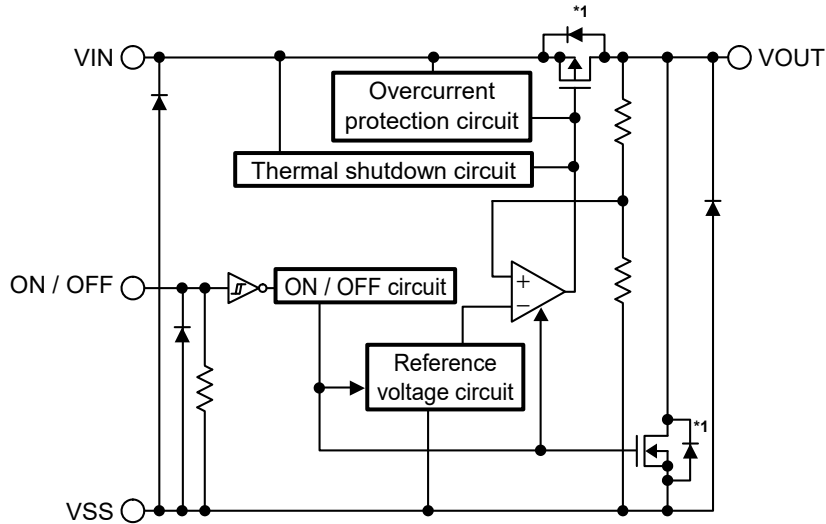 *1
VIN
VOUT
Overcurrent
protection circuit
Thermal shutdown circuit
ON / OFF
ON / OFF circuit
+
−
Reference
voltage circuit
*1
VSS